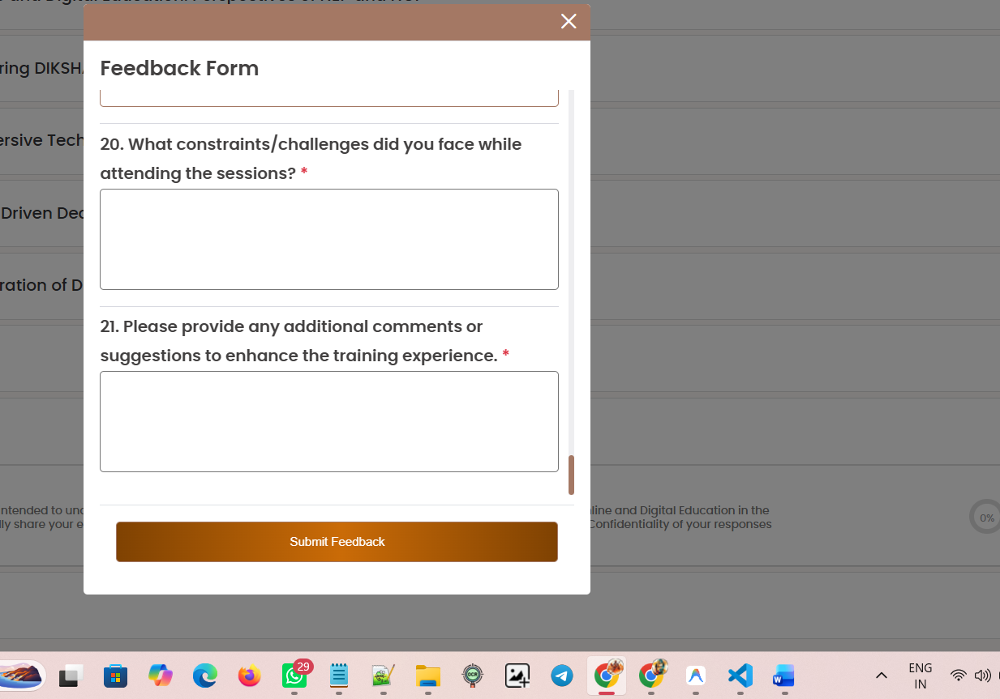 Feedback Form
20. What constraints/challenges did you face while
attending the sessions? *
21. Please provide any additional comments or
suggestions to enhance the training experience. *
Submit Feedback
ring DIKSHA
ersive Tech
Driven Dec
ration of D
ntended to und
lly share your e
line and Digital Education in the
Confidentiality of your responses
0%
29
OCR
W
ENG
IN